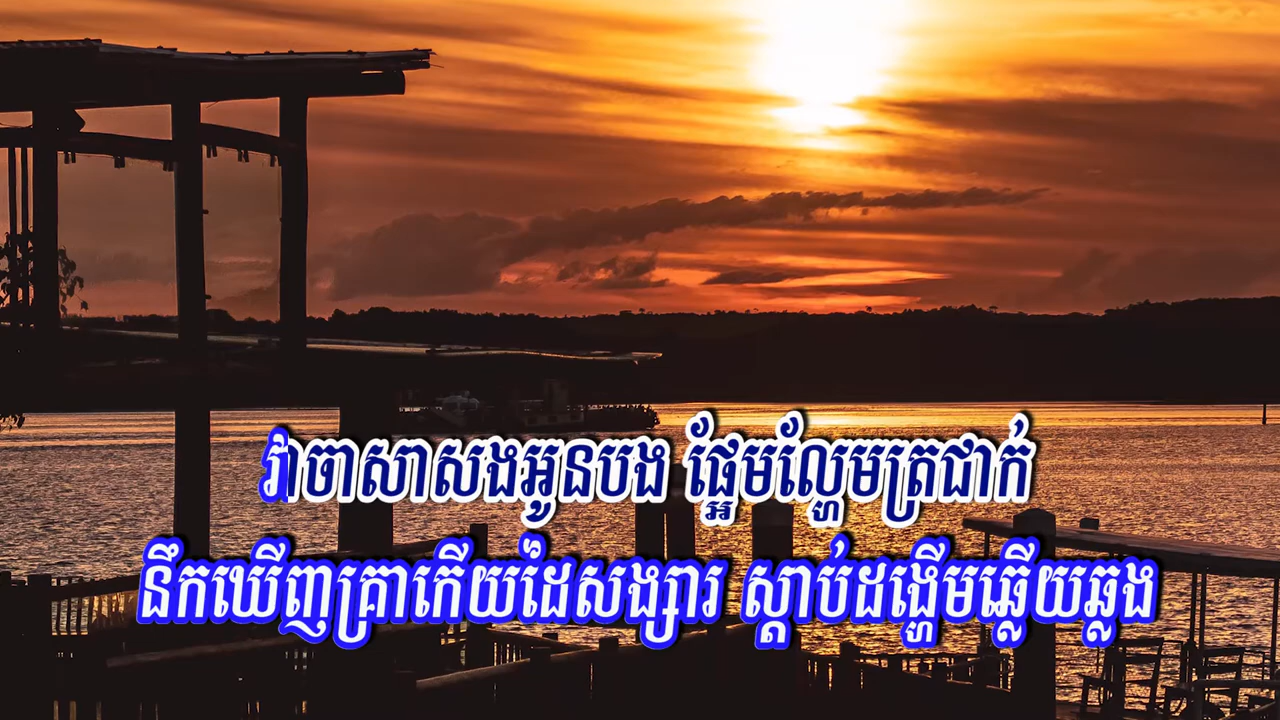 វាចាសាសងអូនបង ផ្អែមល្ហែមត្រជាក់
នឹកឃើញគ្រាកើយដៃសង្សារ ស្ដាប់ដង្ហើមឆ្លើយឆ្លង